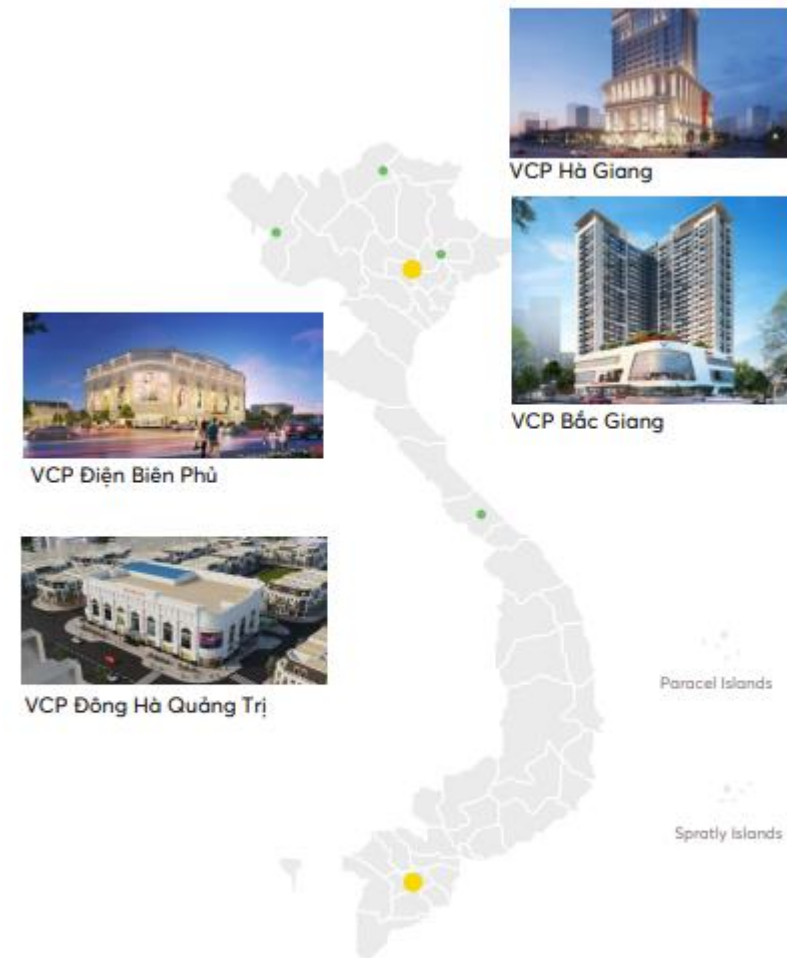 VCP Hà Giang
VCP Bắc Giang
VCP Điện Biên Phủ
VCP Đông Hà Quảng Trị
Paracel Islands
Spratly Islands